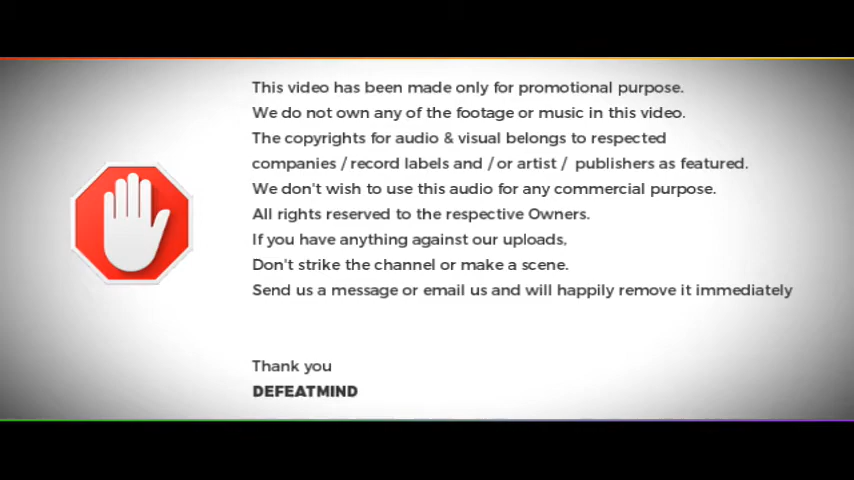 This video has been made only for promotional purpose.
We do not own any of the footage or music in this video.
The copyrights for audio & visual belongs to respected
companies / record labels and / or artist / publishers as featured.
We don't wish to use this audio for any commercial purpose.
All rights reserved to the respective Owners.
If you have anything against our uploads,
Don't strike the channel or make a scene.
Send us a message or email us and will happily remove it immediately
Thank you
DEFEATMIND